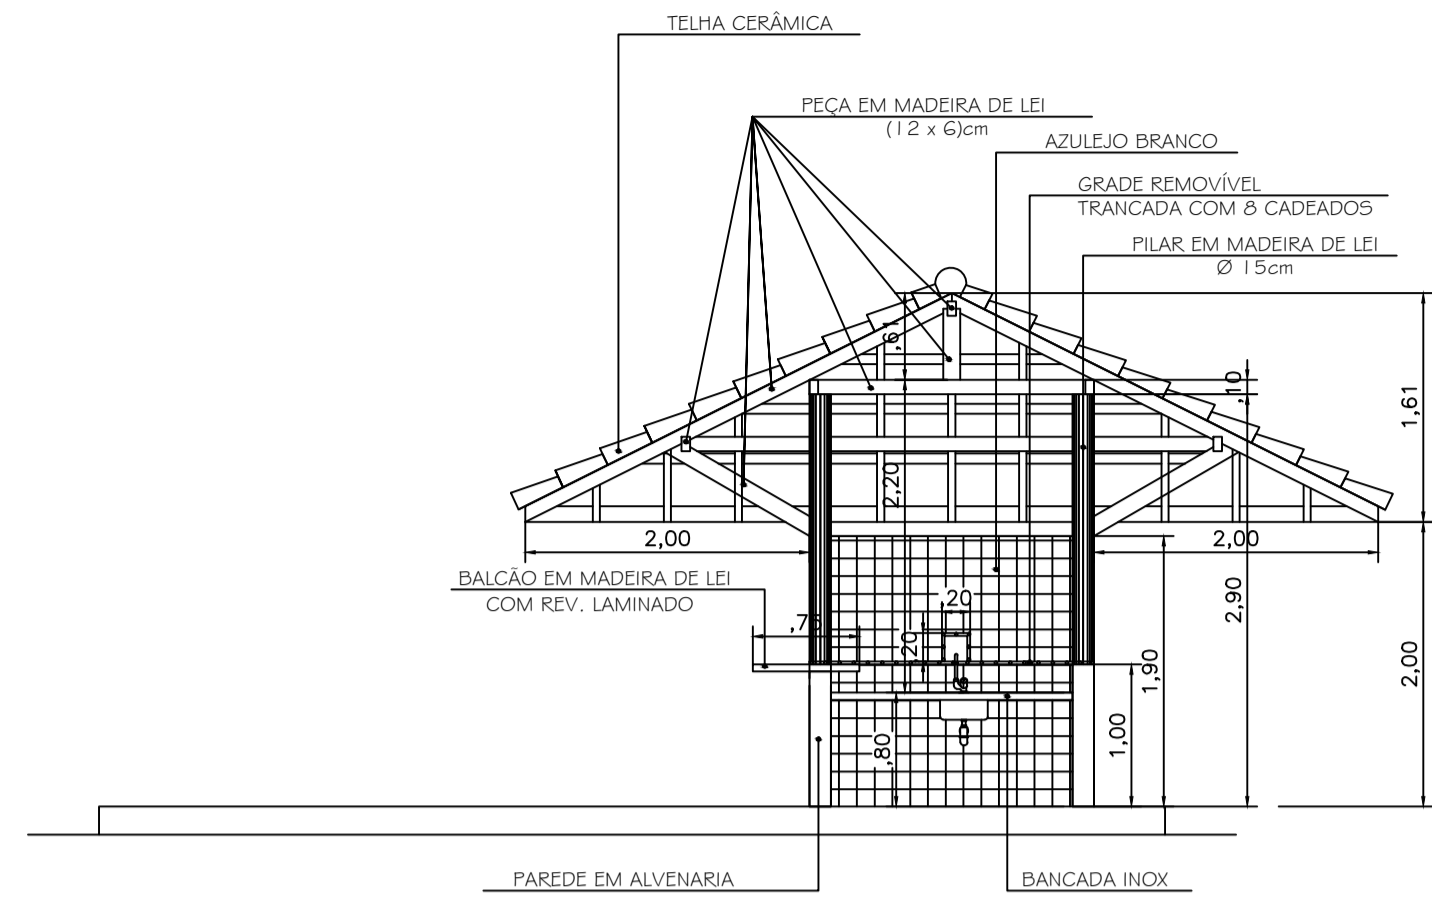 TELHA CERÂMICA
PEÇA EM MADEIRA DE LEI
(12 x 6)cm
AZULEJO BRANCO
GRADE REMOVÍVEL
TRANCADA COM 8 CADEADOS
PILAR EM MADEIRA DE LEI
Ø 15cm
,61
,10
1,61
2,20
2,00
2,00
BALCÃO EM MADEIRA DE LEI
COM REV. LAMINADO
,75
,20
,20
2,90
1,90
2,00
1,00
,80
PAREDE EM ALVENARIA
BANCADA INOX